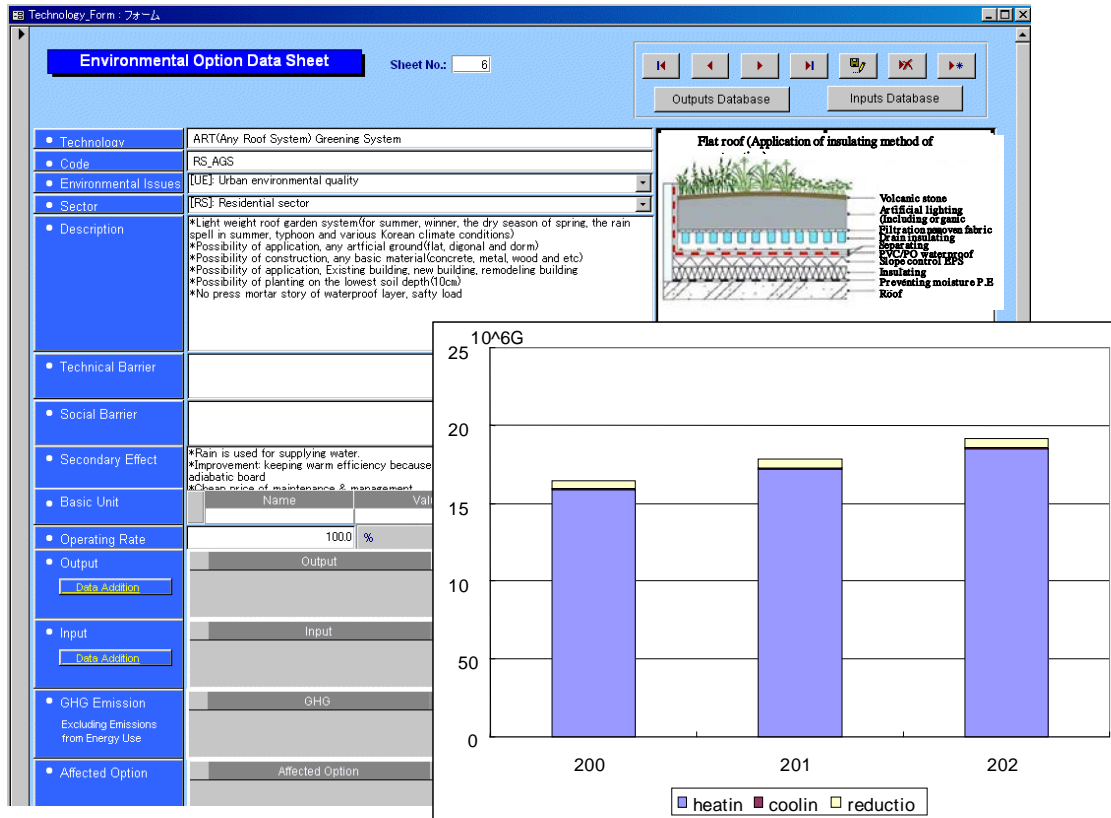 Technology_Form : フォーム
Environmental Option Data Sheet
Sheet No.: 6
Outputs Database
Inputs Database
Technology
ART(Any Roof System) Greening System
Code
RS_AGS
Environmental Issues
[UE]: Urban environmental quality
Sector
[RS]: Residential sector
Description
*Light weight roof garden system(for summer, winner, the dry season of spring, the rain
spell in summer, typhoon and various Korean climate conditions)
*Possibility of application, any artficial ground(flat, digonal and dorm)
*Possibility of construction, any basic material(concrete, metal, wood and etc)
*Possibility of application, Existing building, new building, remodeling building
*Possibility of planting on the lowest soil depth(10cm)
*No press mortar story of waterproof layer, safty load
Flat roof (Application of insulating method of
Volcanic stone
Artificial lighting
(Including organic
Filtration nonwoven fabric
Drain insulating
Separating
PVC/PO waterproof
Slope control EPS
Insulating
Preventing moisture P.E
Roof
Technical Barrier
Social Barrier
Secondary Effect
*Rain is used for supplying water.
*Improvement: keeping warm efficiency because
adiabatic board
*Cheap price of maintenance & management
Basic Unit
Name
Valu
Operating Rate
100.0 %
Output
Data Addition
Output
Input
Data Addition
Input
GHG Emission
Excluding Emissions
from Energy Use
GHG
Affected Option
Affected Option
10^6G
25
20
15
10
50
0
200
201
202
heatin
coolin
reductio